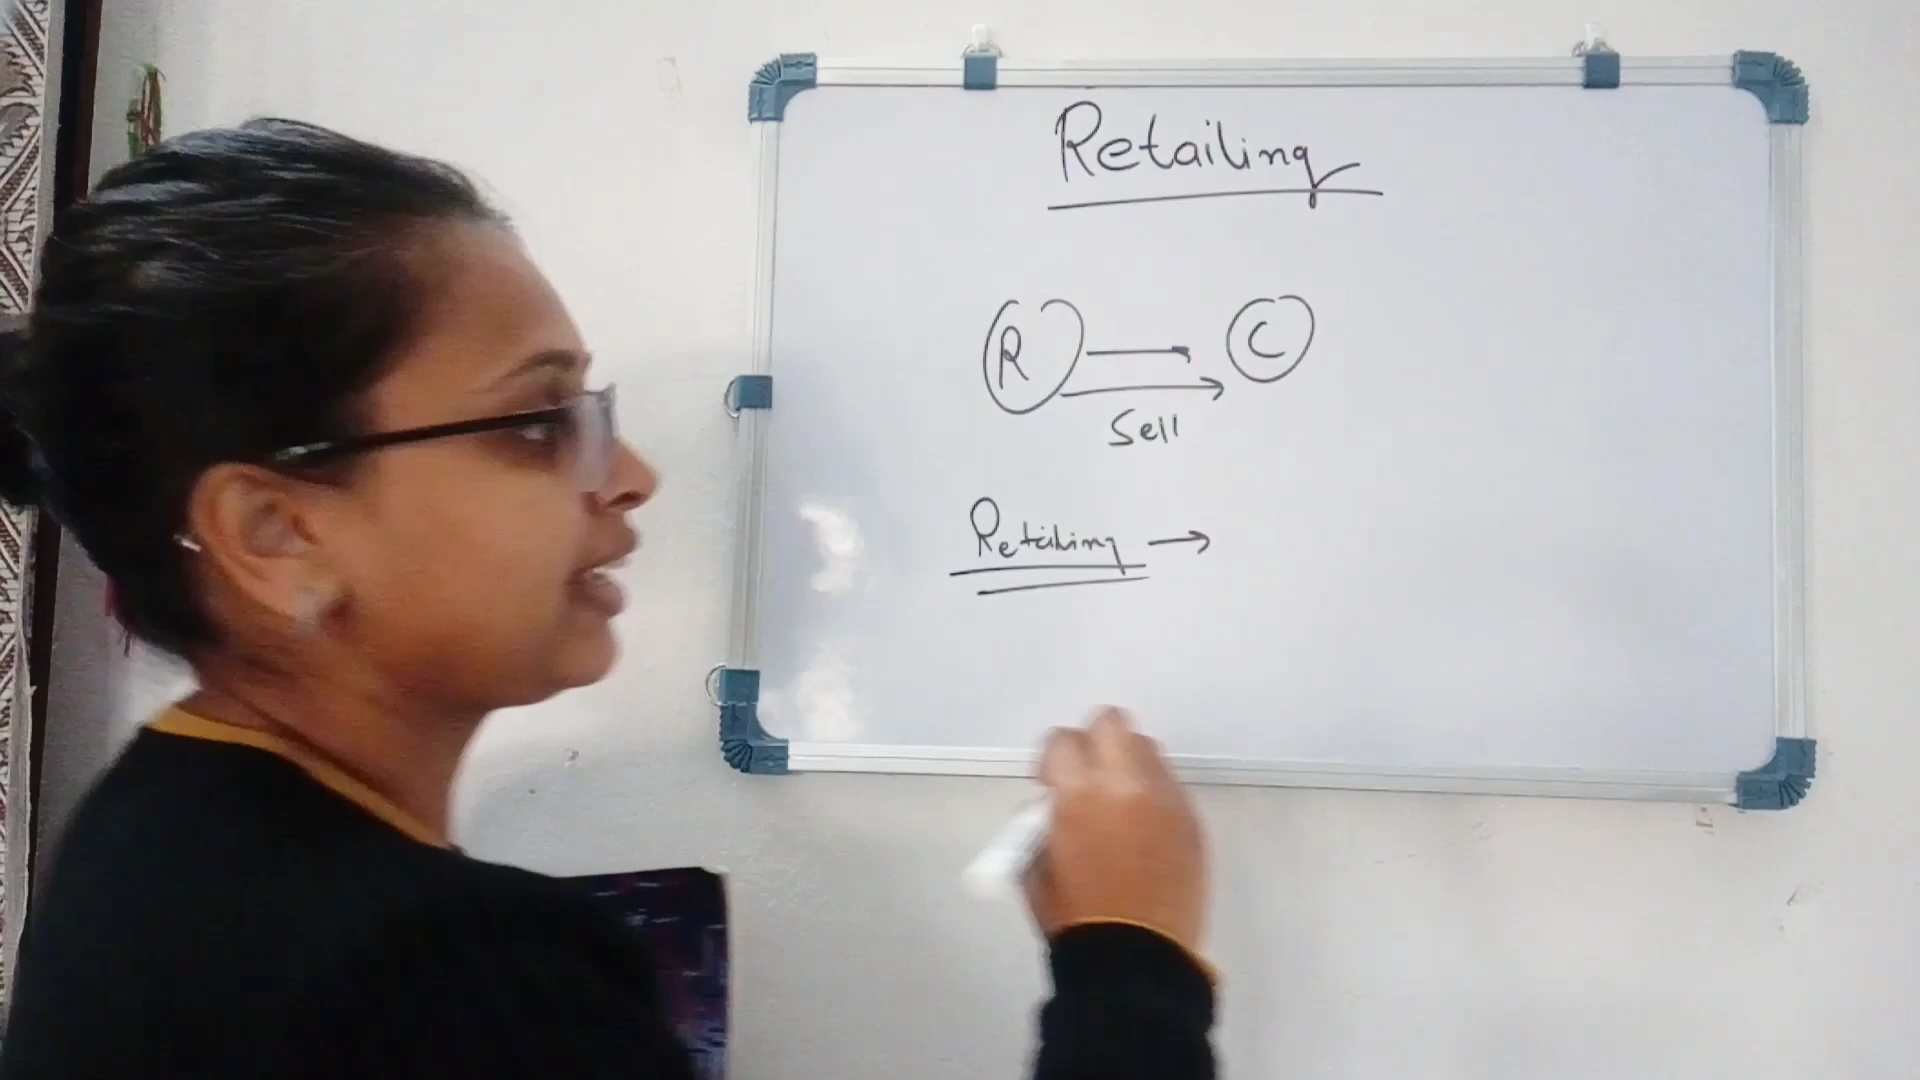 Retailing
R → C
Sell
Retailing →